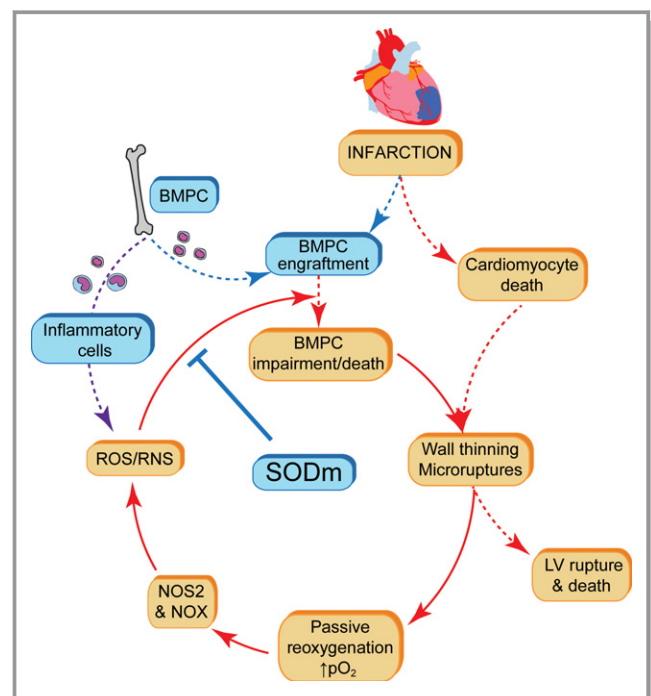 INFARCTION
BMPC
BMPC
engraftment
Cardiomyocyte
death
Inflammatory
cells
BMPC
impairment/death
ROS/RNS
SODm
Wall thinning
Microruptures
LV rupture
& death
NOS2
& NOX
Passive
reoxygenation
↑pO₂